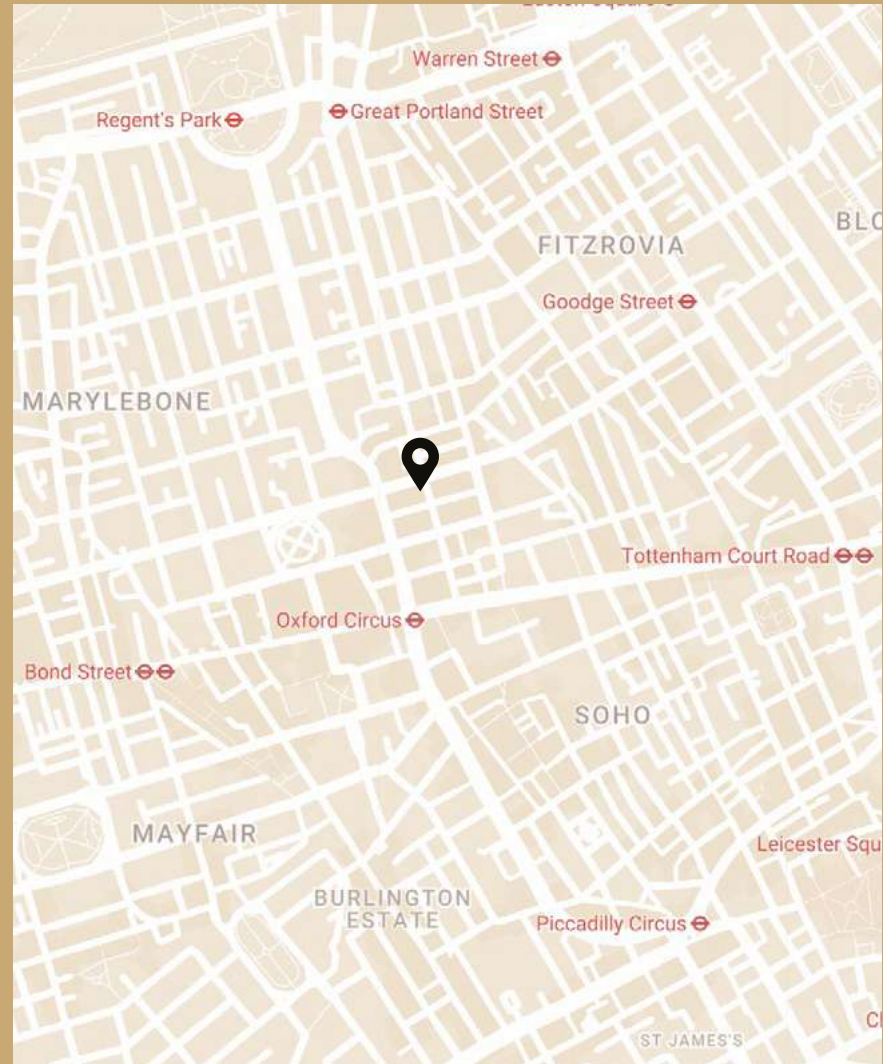 Warren Street
Great Portland Street
Regent's Park
FITZROVIA
Goodge Street
MARYLEBONE
Tottenham Court Road
Oxford Circus
Bond Street
SOHO
MAYFAIR
Leicester Squ
BURLINGTON
ESTATE
Piccadilly Circus
ST JAMES'S